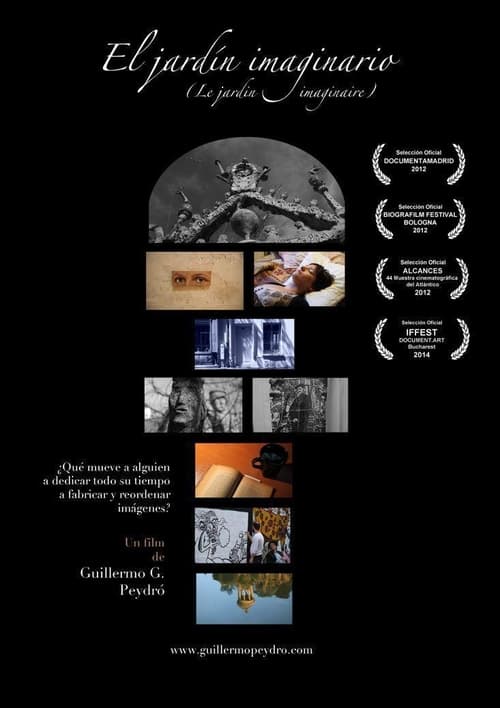 El jardín imaginario
(Le jardin imaginaire)
Selección Oficial
DOCUMENTAMADRID
2012
Selección Oficial
BIOGRAFILM FESTIVAL
BOLOGNA
2012
Selección Oficial
ALCANCES
44 Muestra cinematográfica
del Atlántico
2012
Selección Oficial
IFFEST
DOCUMENT.ART
Bucharest
2014
¿Qué mueve a alguien
a dedicar todo su tiempo
a fabricar y reordenar
imágenes?
Un film
de
Guillermo G.
Peydró
www.guillermopeydro.com